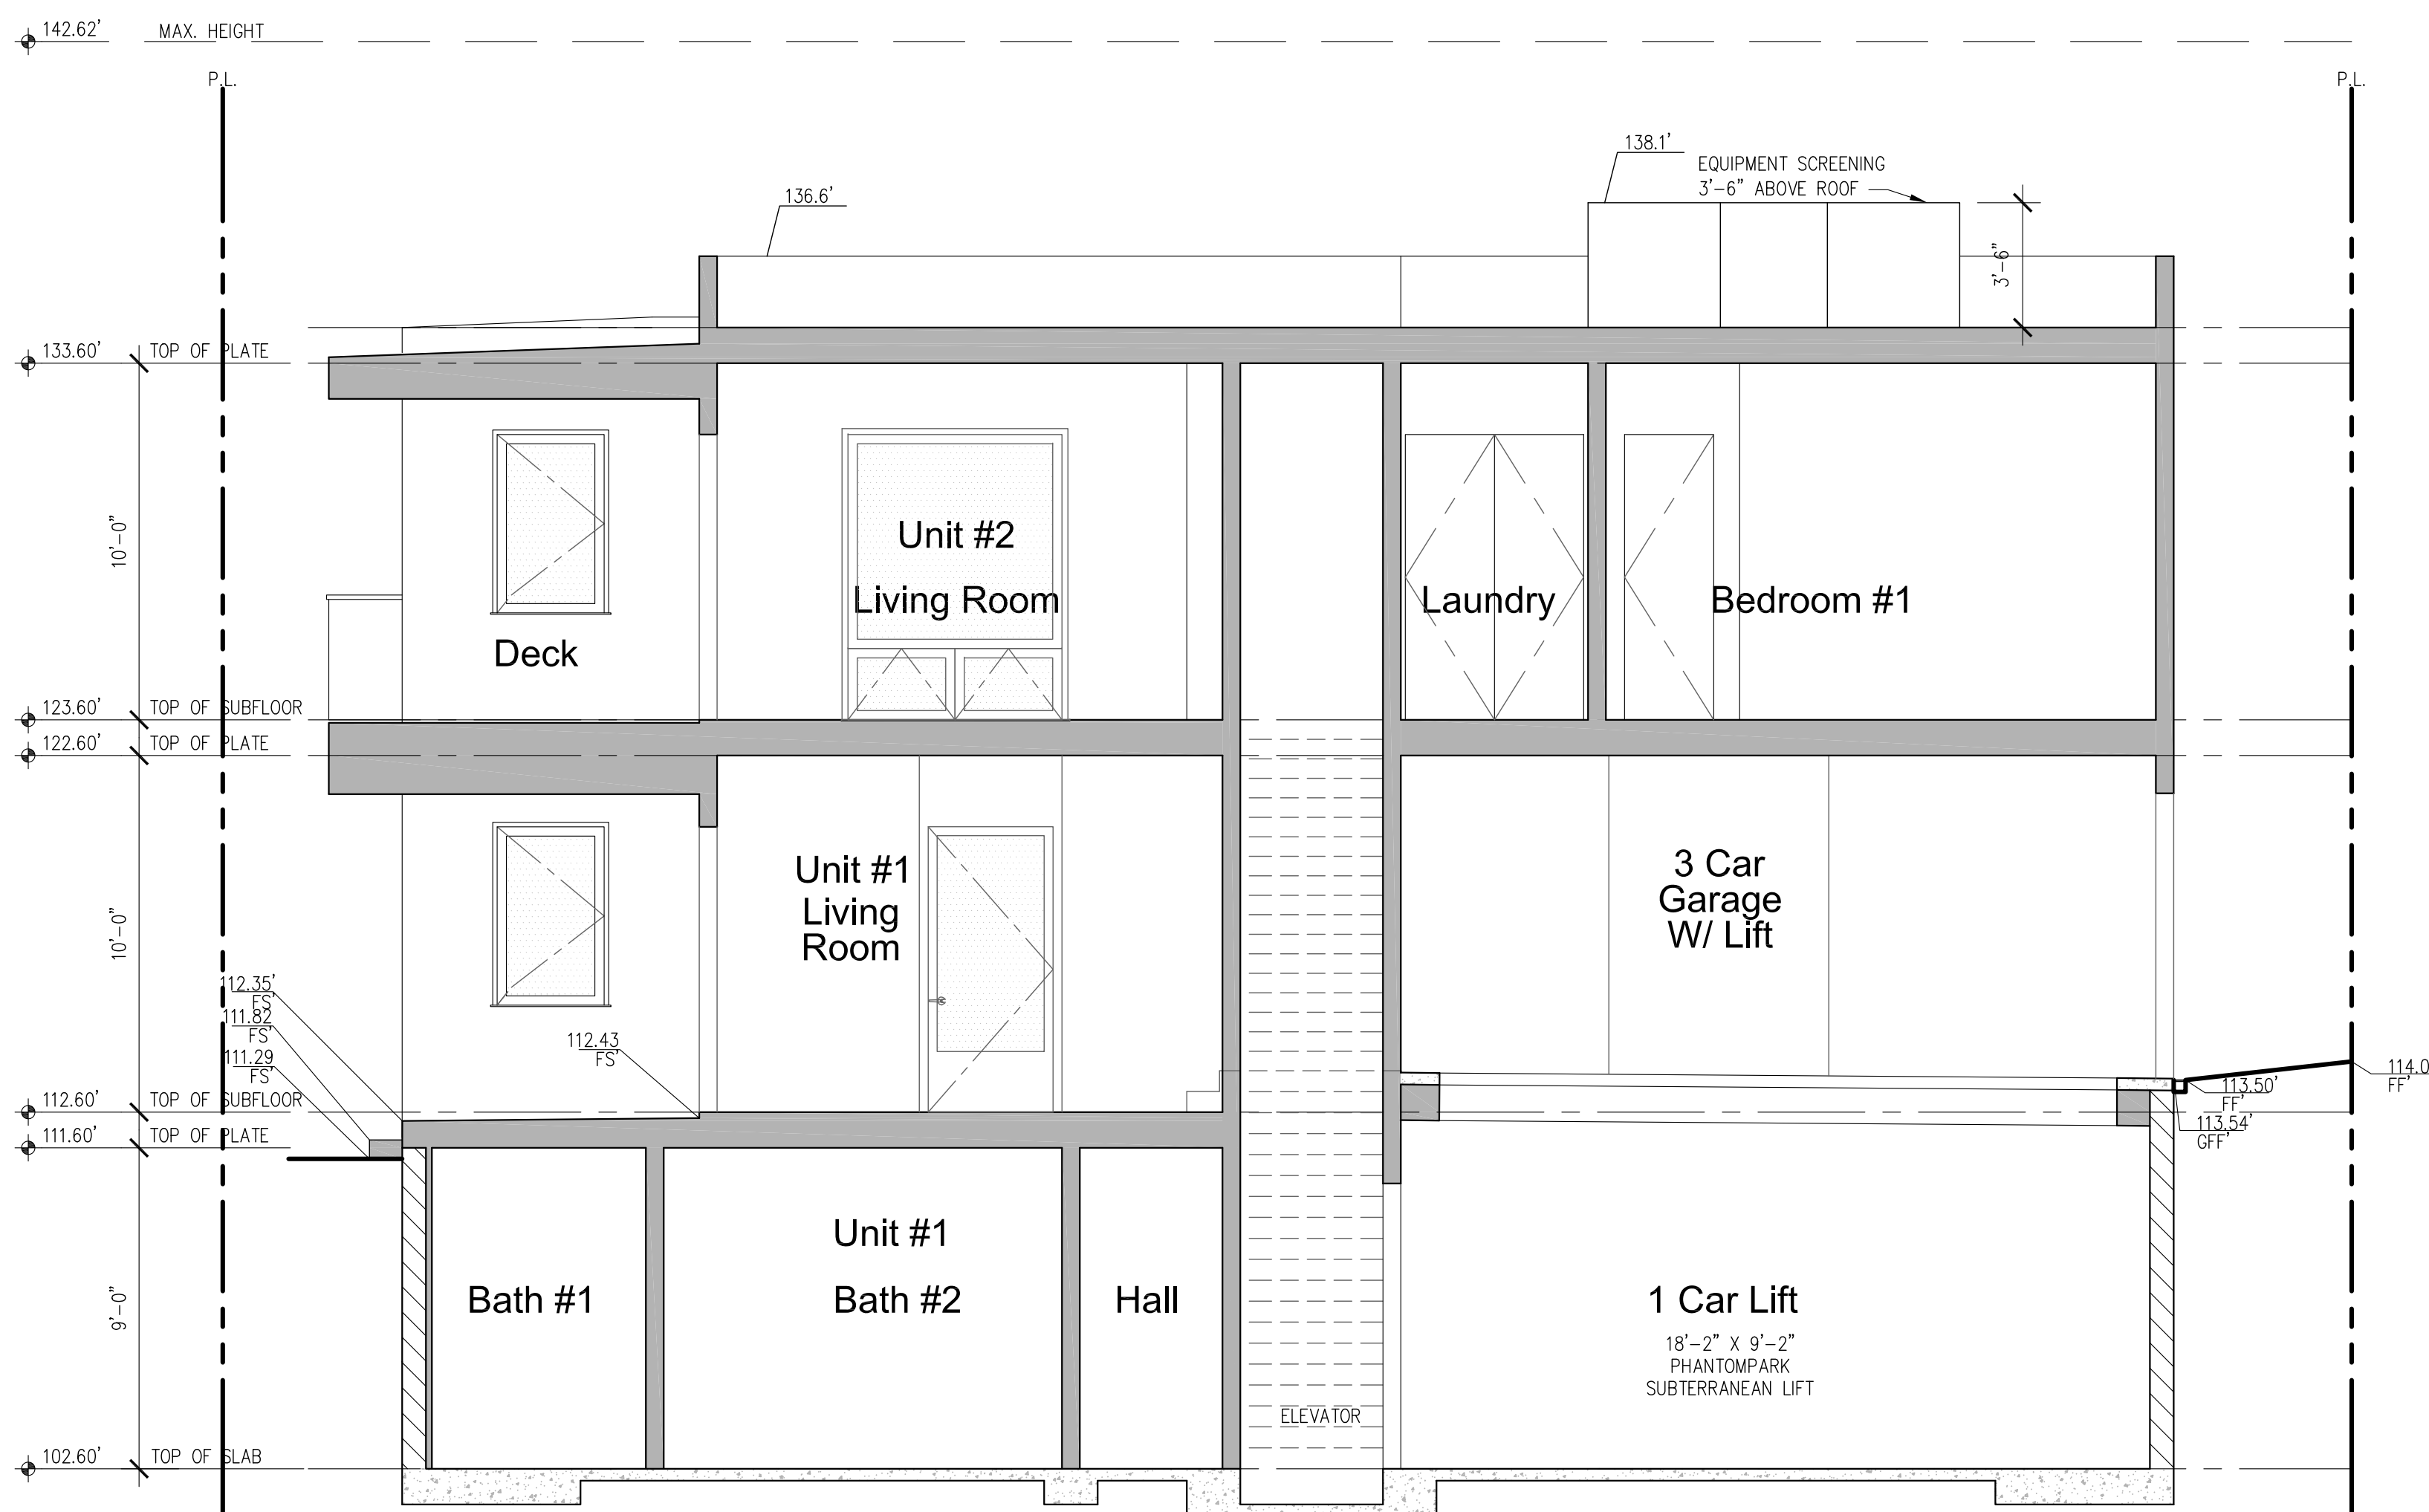 142.62' MAX. HEIGHT
P.L. P.L.
138.1'
EQUIPMENT SCREENING
3'-6" ABOVE ROOF
136.6'
3'-6"
133.60' TOP OF PLATE
10'-0"
Unit #2
Living Room
Laundry
Bedroom #1
Deck
123.60' TOP OF SUBFLOOR
122.60' TOP OF PLATE
10'-0"
Unit #1
Living
Room
3 Car
Garage
W/ Lift
112.35'
FS'
111.82
FS'
111.29
FS'
112.43
FS'
114.0
FF'
113.50'
FF'
113.54'
GFF'
112.60' TOP OF SUBFLOOR
111.60' TOP OF PLATE
9'-0"
Unit #1
Bath #1
Bath #2
Hall
1 Car Lift
18'-2" X 9'-2"
PHANTOMPARK
SUBTERRANEAN LIFT
ELEVATOR
102.60' TOP OF SLAB